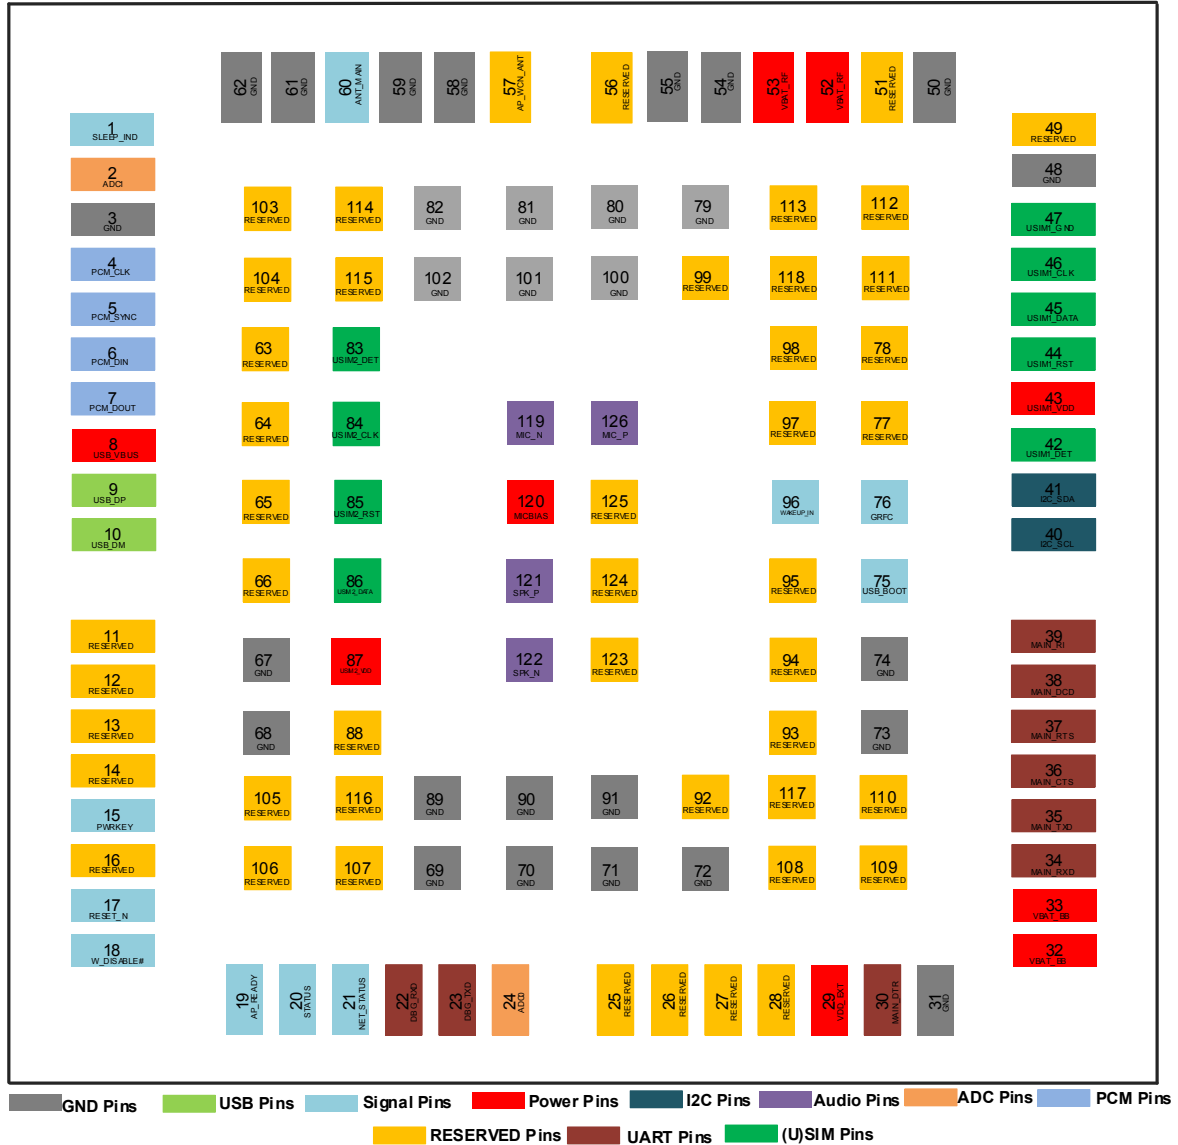 62 GND
61 GND
60 ANT_MAIN
59 GND
58 GND
57 AP_WCN_ANT
56 RESERVED
55 GND
54 GND
53 VBAT_RF
52 VBAT_RF
51 RESERVED
50 GND
1
SLEEP_IND
2
ADC1
3
GND
4
PCM_CLK
5
PCM_SYNC
6
PCM_DIN
7
PCM_DOUT
8
USB_VBUS
9
USB_DP
10
USB_DM
11
RESERVED
12
RESERVED
13
RESERVED
14
RESERVED
15
PWRKEY
16
RESERVED
17
RESET_N
18
W_DISABLE#
103
RESERVED
114
RESERVED
82
GND
81
GND
80
GND
79
GND
113
RESERVED
112
RESERVED
104
RESERVED
115
RESERVED
102
GND
101
GND
100
GND
99
RESERVED
118
RESERVED
111
RESERVED
63
RESERVED
83
USIM2_DET
98
RESERVED
78
RESERVED
64
RESERVED
84
USIM2_CLK
119
MIC_N
126
MIC_P
97
RESERVED
77
RESERVED
65
RESERVED
85
USIM2_RST
120
MICBIAS
125
RESERVED
96
WAKEUP_IN
76
GRFC
66
RESERVED
86
USIM2_DATA
121
SPK_P
124
RESERVED
95
RESERVED
75
USB_BOOT
67
GND
87
USIM2_VDD
122
SPK_N
123
RESERVED
94
RESERVED
74
GND
68
GND
88
RESERVED
93
RESERVED
73
GND
105
RESERVED
116
RESERVED
89
GND
90
GND
91
GND
92
RESERVED
117
RESERVED
110
RESERVED
106
RESERVED
107
RESERVED
69
GND
70
GND
71
GND
72
GND
108
RESERVED
109
RESERVED
49
RESERVED
48
GND
47
USIM1_GND
46
USIM1_CLK
45
USIM1_DATA
44
USIM1_RST
43
USIM1_VDD
42
USIM1_DET
41
I2C_SDA
40
I2C_SCL
39
MAIN_RI
38
MAIN_DCD
37
MAIN_RTS
36
MAIN_CTS
35
MAIN_TXD
34
MAIN_RXD
33
VBAT_BB
32
VBAT_BB
19 AP_READY
20 STATUS
21 NET_STATUS
22 DBG_RXD
23 DBG_TXD
24 ADC0
25 RESERVED
26 RESERVED
27 RESERVED
28 RESERVED
29 VDD_EXT
30 MAIN_DTR
31 GND
GND Pins USB Pins Signal Pins Power Pins I2C Pins Audio Pins ADC Pins PCM Pins
RESERVED Pins UART Pins (U)SIM Pins